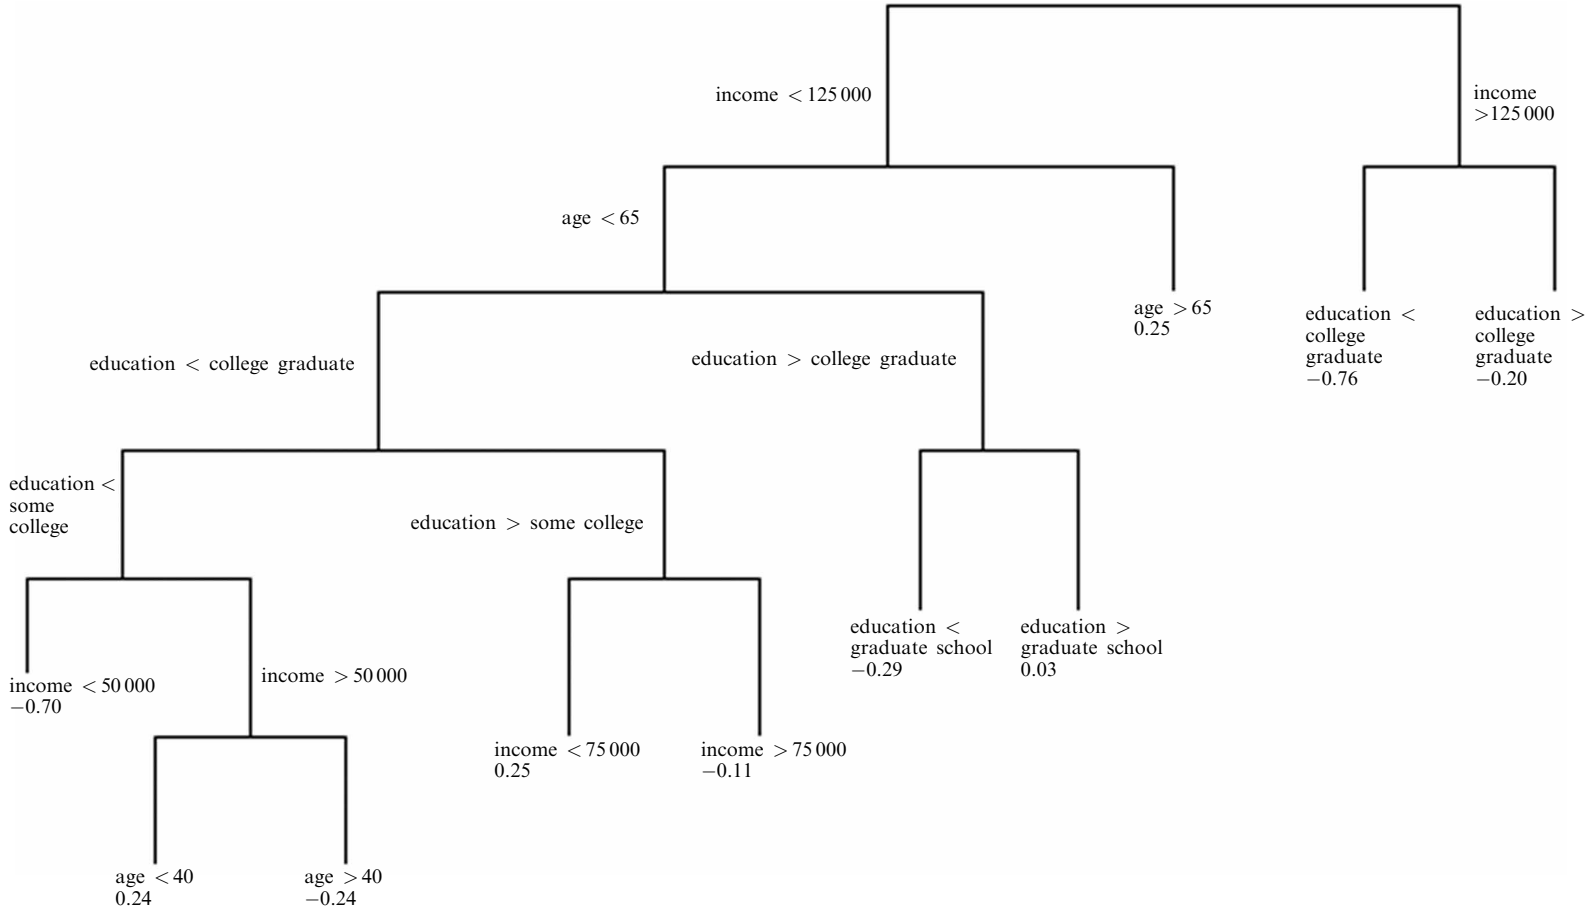 income < 125 000
income
>125 000
age < 65
age > 65
0.25
education <
college
graduate
−0.76
education >
college
graduate
−0.20
education < college graduate
education > college graduate
education <
some
college
education > some college
education <
graduate school
−0.29
education >
graduate school
0.03
income < 50 000
−0.70
income > 50 000
income < 75 000
0.25
income > 75 000
−0.11
age < 40
0.24
age > 40
−0.24